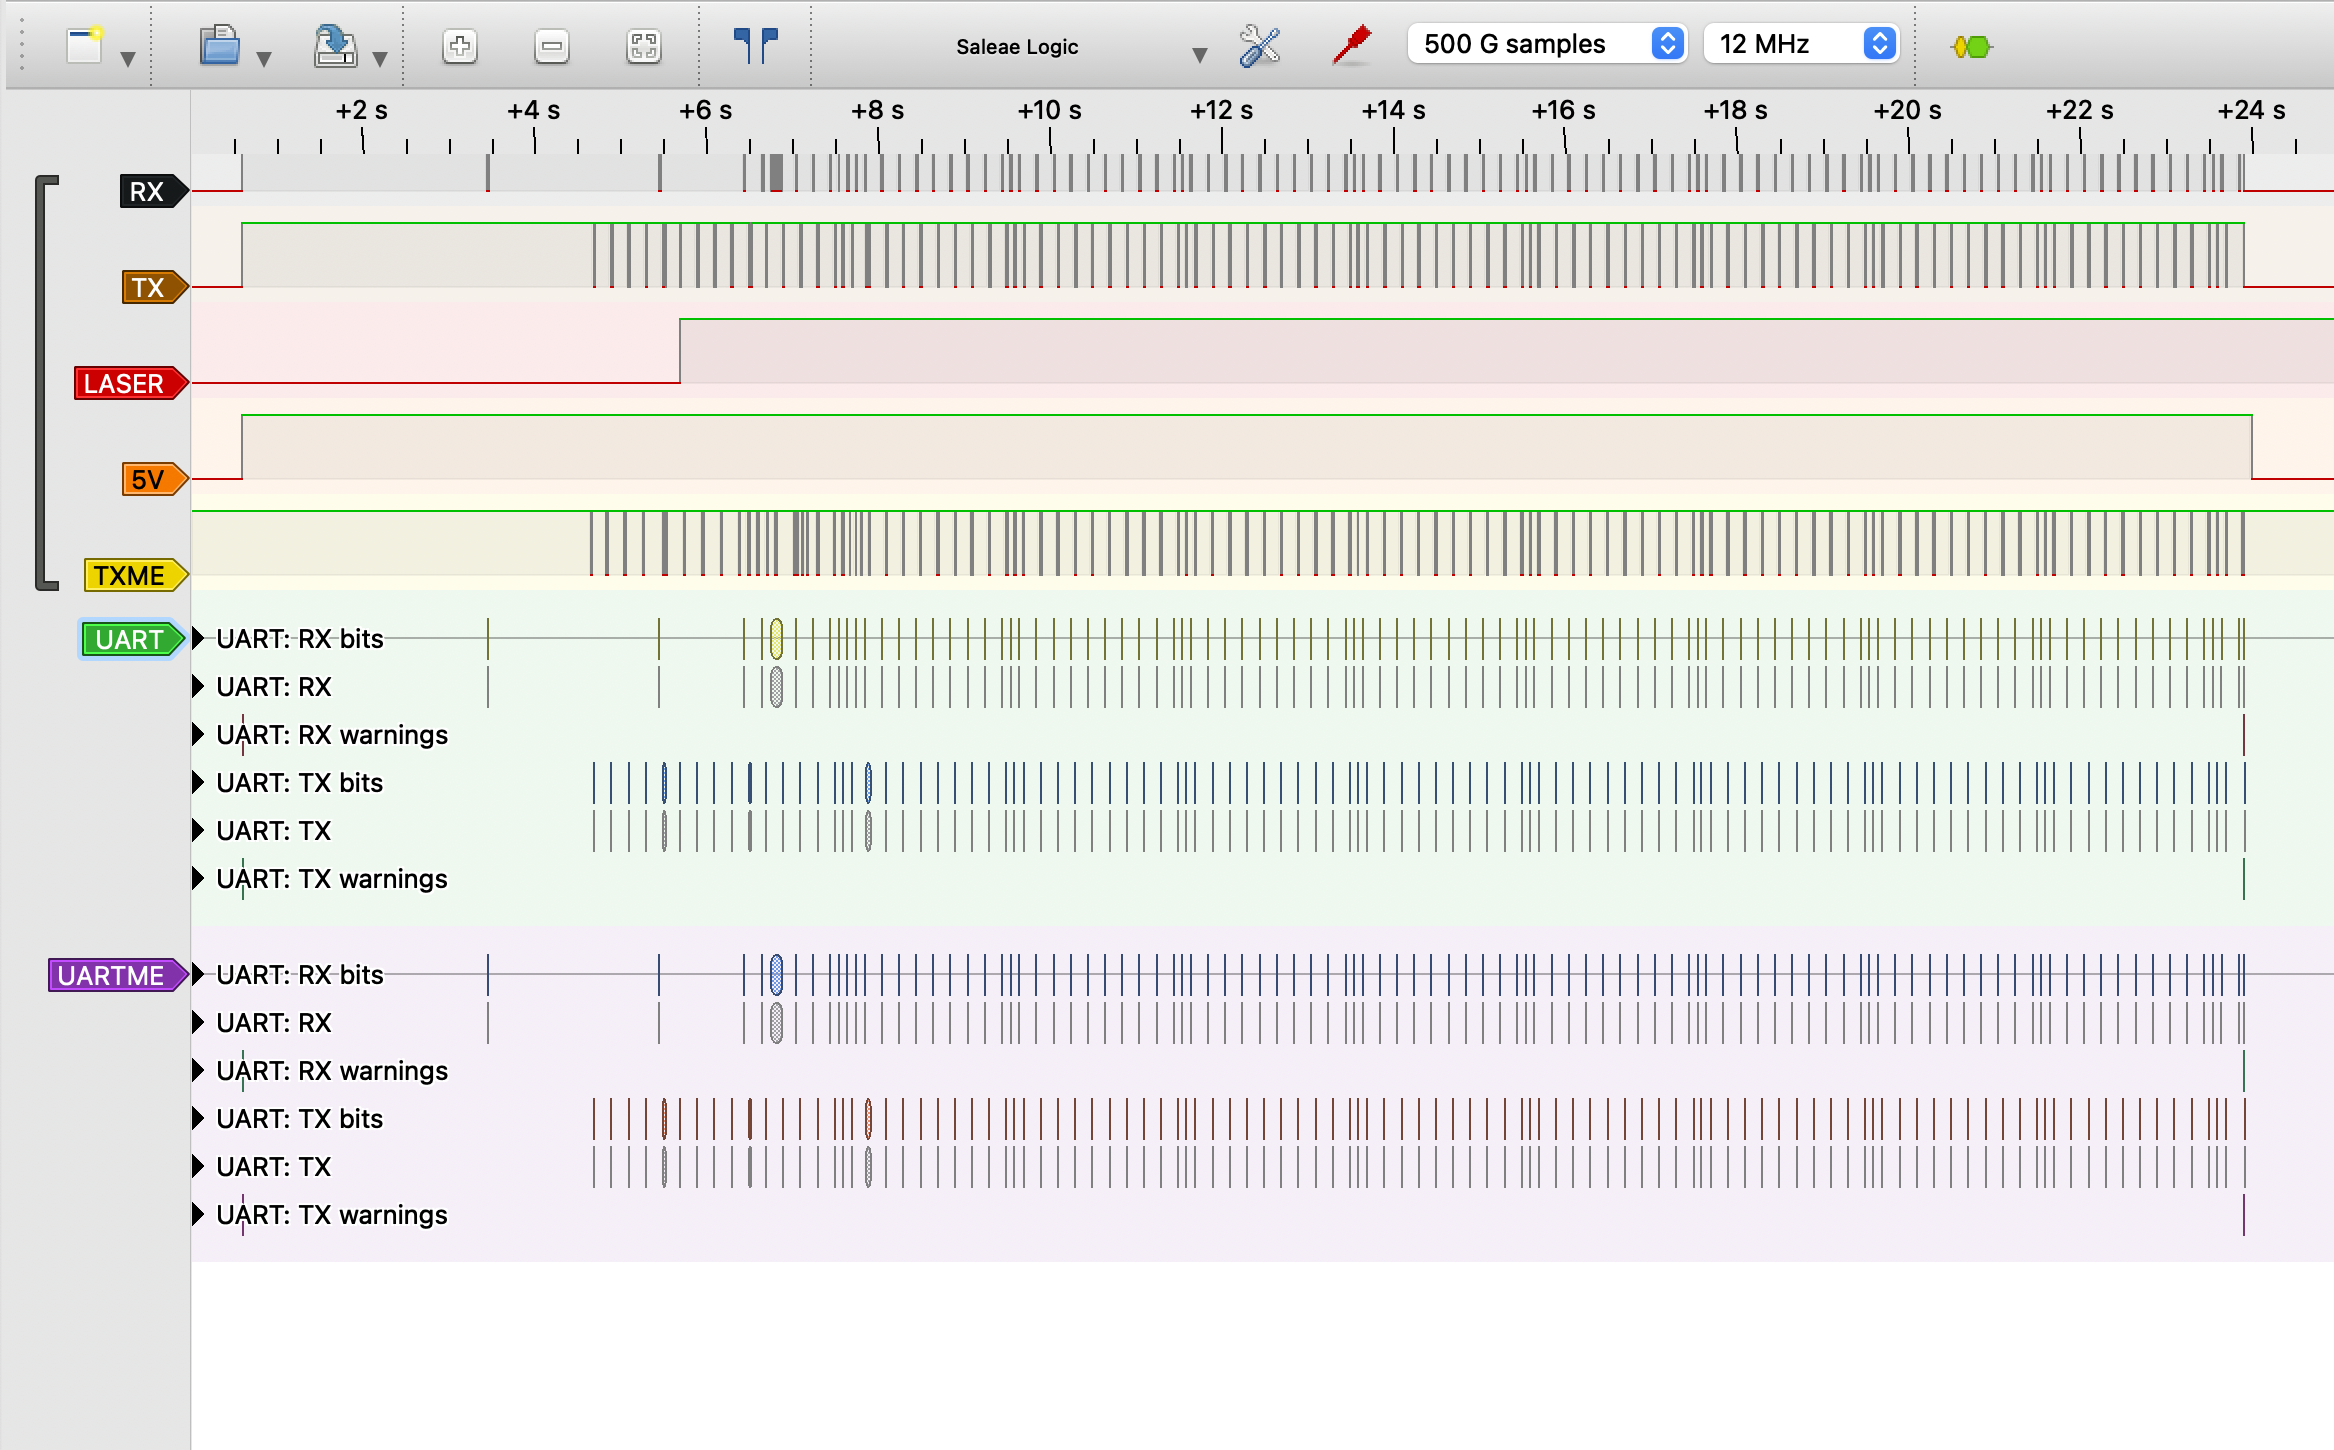 Saleae Logic 500 G samples 12 MHz
+2 s +4 s +6 s +8 s +10 s +12 s +14 s +16 s +18 s +20 s +22 s +24 s
RX
TX
LASER
5V
TXME
UART UART: RX bits
UART: RX
UART: RX warnings
UART: TX bits
UART: TX
UART: TX warnings
UARTME UART: RX bits
UART: RX
UART: RX warnings
UART: TX bits
UART: TX
UART: TX warnings